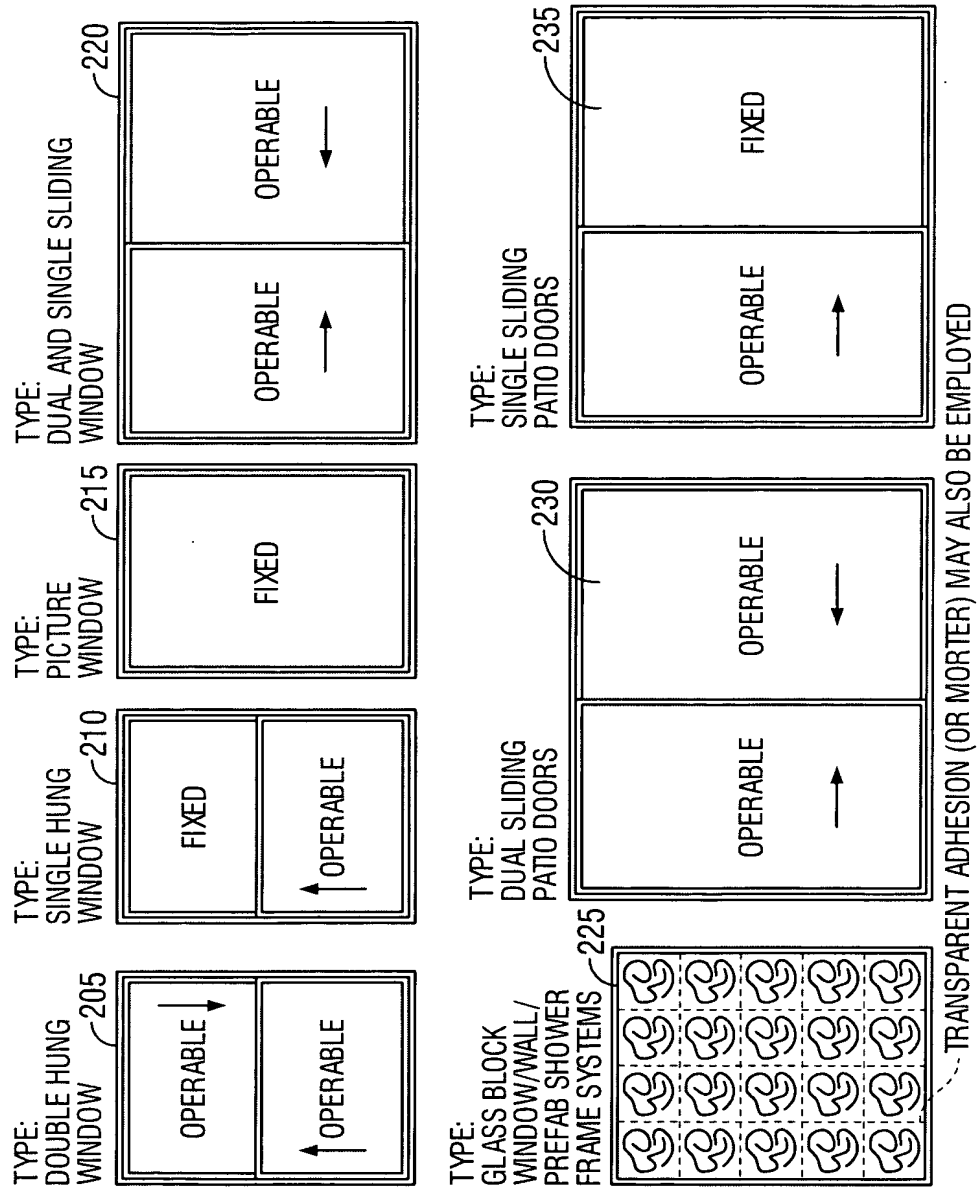 TYPE:
DOUBLE HUNG
WINDOW
205
OPERABLE
OPERABLE
TYPE:
SINGLE HUNG
WINDOW
210
FIXED
OPERABLE
TYPE:
PICTURE
WINDOW
215
FIXED
TYPE:
DUAL AND SINGLE SLIDING
WINDOW
220
OPERABLE
OPERABLE
TYPE:
GLASS BLOCK
WINDOW/WALL/
PREFAB SHOWER
FRAME SYSTEMS
225
TYPE:
DUAL SLIDING
PATIO DOORS
230
OPERABLE
OPERABLE
TYPE:
SINGLE SLIDING
PATIO DOORS
235
OPERABLE
FIXED
TRANSPARENT ADHESION (OR MORTER) MAY ALSO BE EMPLOYED